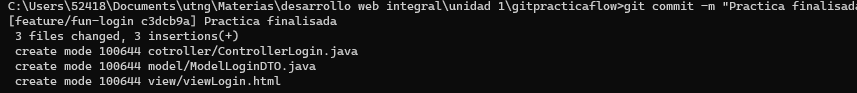 C:\Users\52418\Documents\utng\Materias\desarrollo web integral\unidad 1\gitpracticaflow>git commit -m "Practica finalisada
[feature/fun-login c3dcb9a] Practica finalisada
 3 files changed, 3 insertions(+)
 create mode 100644 cotroller/ControllerLogin.java
 create mode 100644 model/ModelLoginDTO.java
 create mode 100644 view/viewLogin.html